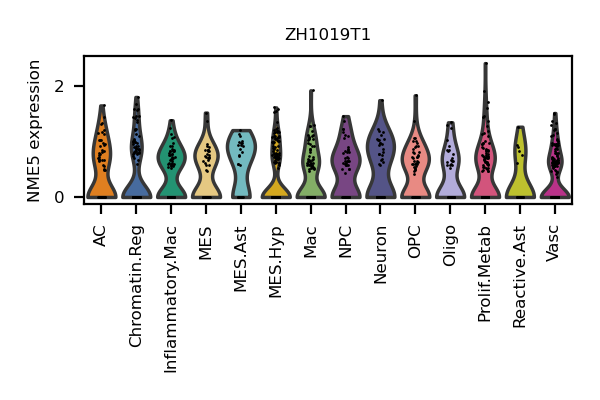 ZH1019T1
NME5 expression
2
0
AC
Chromatin.Reg
Inflammatory.Mac
MES
MES.Ast
MES.Hyp
Mac
NPC
Neuron
OPC
Oligo
Prolif.Metab
Reactive.Ast
Vasc